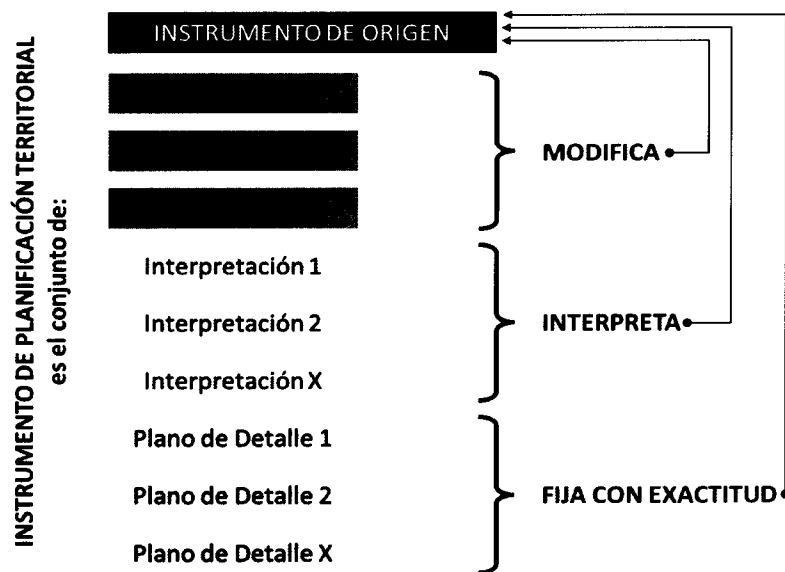 INSTRUMENTO DE PLANIFICACIÓN TERRITORIAL
es el conjunto de:
INSTRUMENTO DE ORIGEN
MODIFICA
Interpretación 1
Interpretación 2
Interpretación X
INTERPRETA
Plano de Detalle 1
Plano de Detalle 2
Plano de Detalle X
FIJA CON EXACTITUD